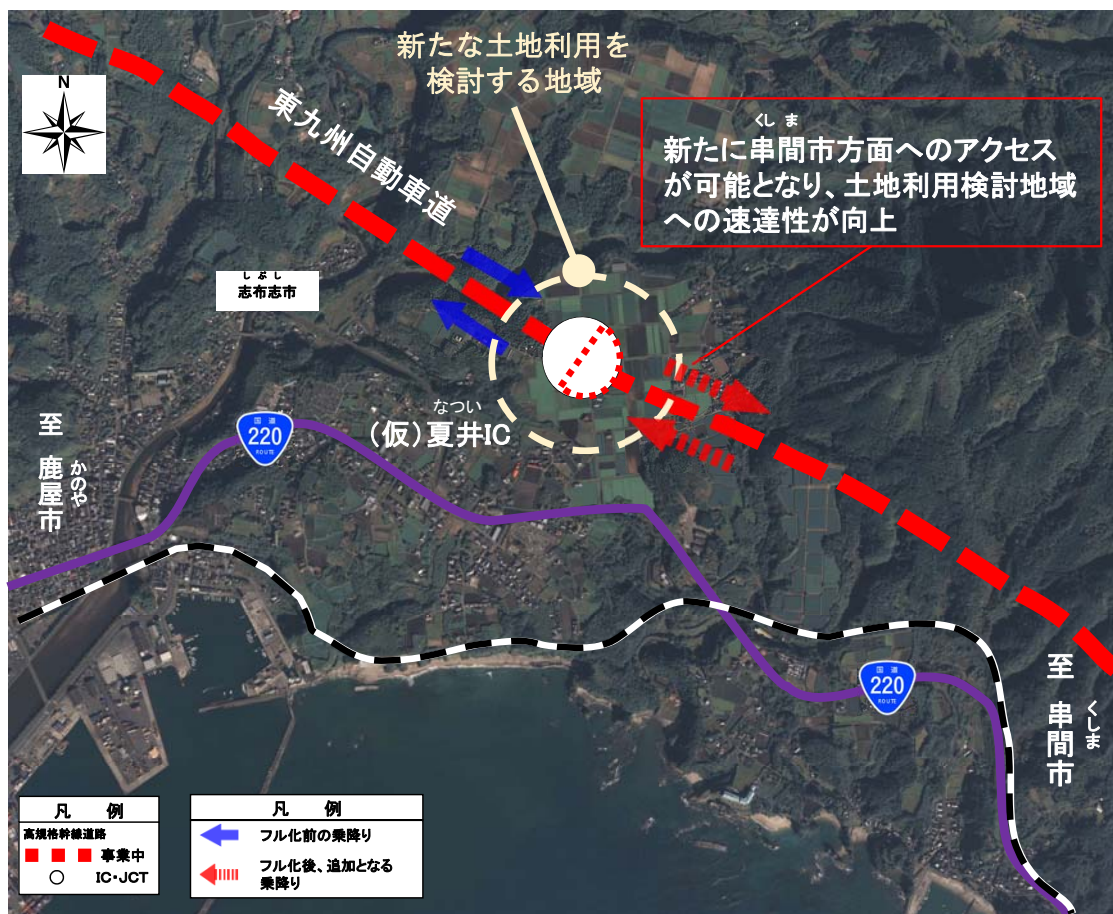 新たな土地利用を
検討する地域
N
東九州自動車道
くしま
新たに串間市方面へのアクセス
が可能となり、土地利用検討地域
への速達性が向上
しぶし
志布志市
なつい
(仮)夏井IC
至 鹿屋市
かのや
国道
220
ROUTE
国道
220
ROUTE
至 串間市
くしま
凡 例
高規格幹線道路
事業中
IC・JCT
凡 例
フル化前の乗降り
フル化後、追加となる
乗降り